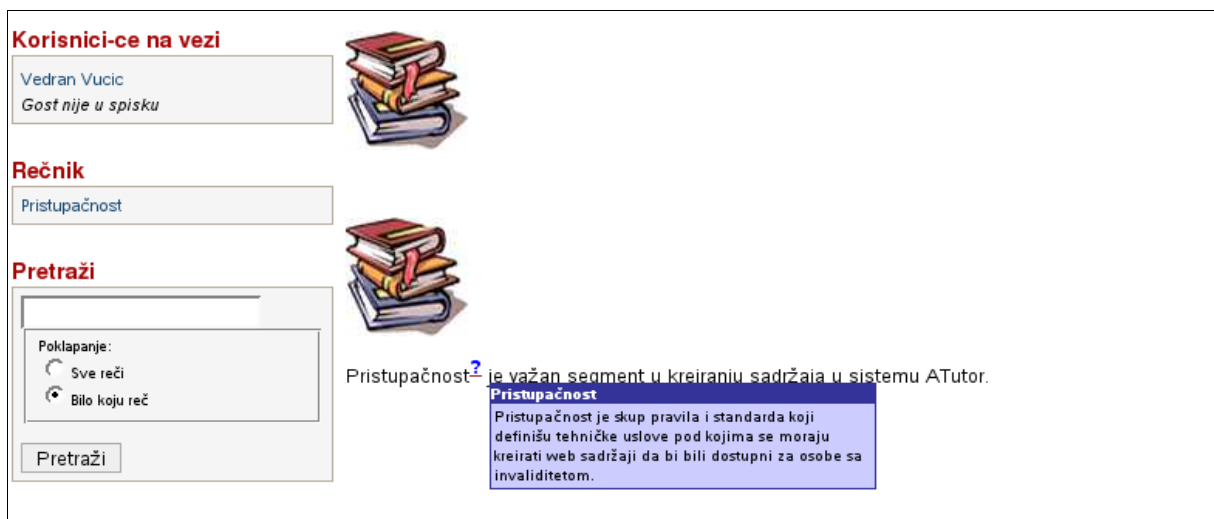 Korisnici-ce na vezi
Vedran Vucic
Gost nije u spisku
Rečnik
Pristupačnost
Pretraži
Poklapanje:
Sve reči
Bilo koju reč
Pretraži
Pristupačnost? je važan segment u kreiranju sadržaja u sistemu ATutor.
Pristupačnost
Pristupačnost je skup pravila i standarda koji
definišu tehničke uslove pod kojima se moraju
kreirati web sadržaji da bi bili dostupni za osobe sa
invaliditetom.